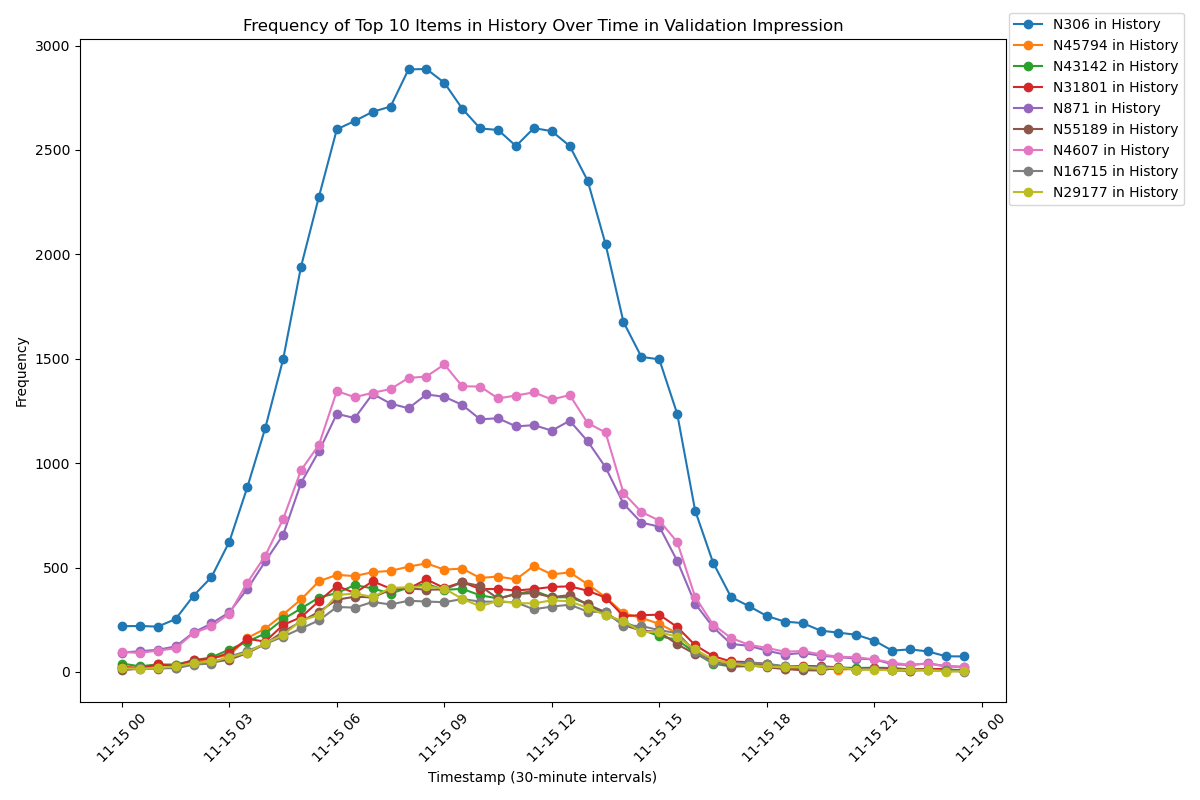 Frequency of Top 10 Items in History Over Time in Validation Impression
N306 in History
N45794 in History
N43142 in History
N31801 in History
N871 in History
N55189 in History
N4607 in History
N16715 in History
N29177 in History
Frequency
3000
2500
2000
1500
1000
500
0
11-15 00
11-15 03
11-15 06
11-15 09
11-15 12
11-15 15
11-15 18
11-15 21
11-16 00
Timestamp (30-minute intervals)